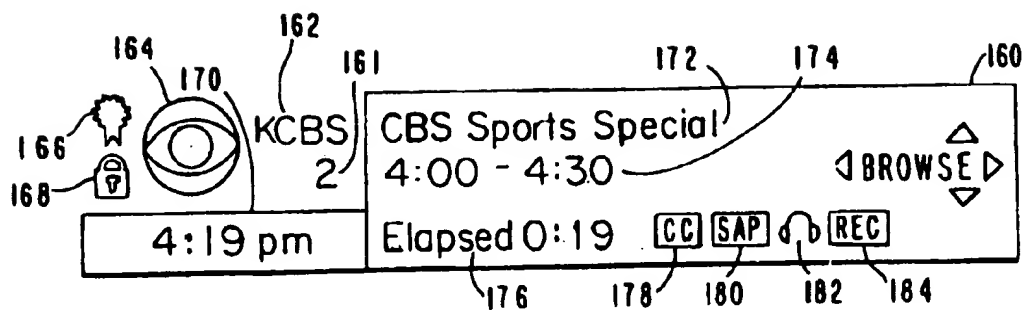 162
164
170
161
172
174
160
KCBS
CBS Sports Special
166
2
4:00 - 4:30
BROWSE
168
4:19 pm
Elapsed 0:19
CC
SAP
REC
176
178
180
182
184